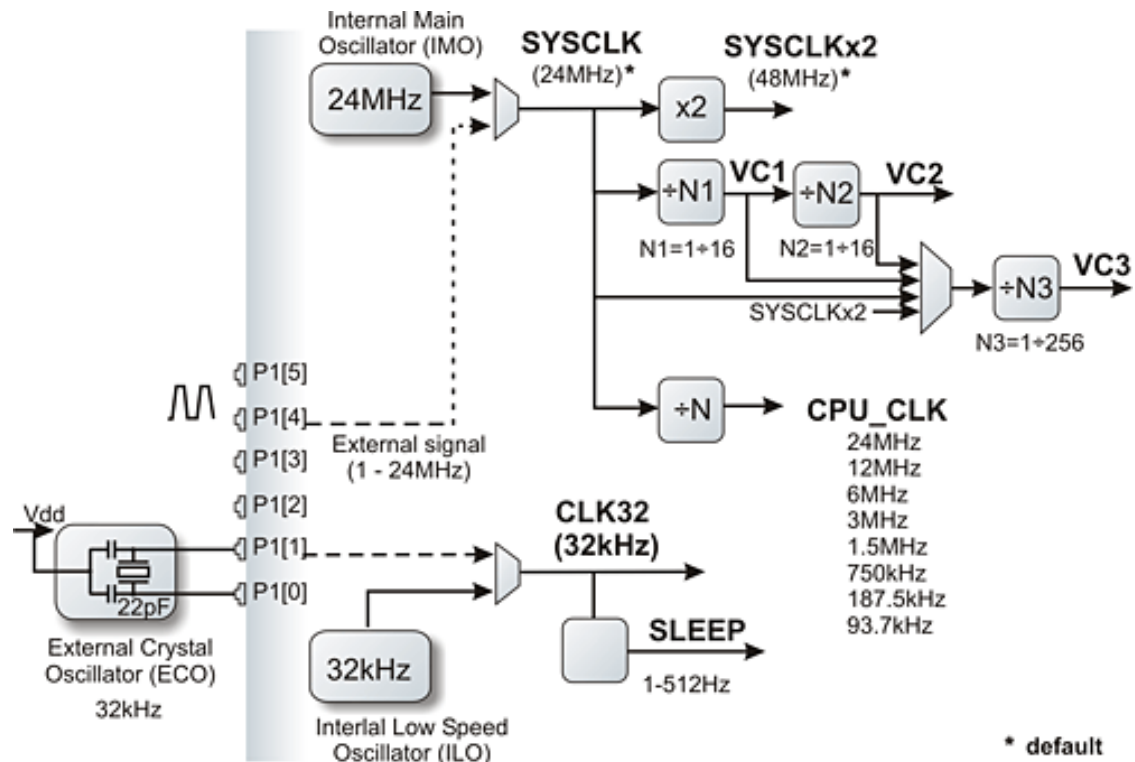 Internal Main
Oscillator (IMO)
24MHz
SYSCLK
(24MHz)*
SYSCLKx2
(48MHz)*
x2
÷N1
N1=1÷16
VC1
÷N2
N2=1÷16
VC2
SYSCLKx2
÷N3
N3=1÷256
VC3
÷N
CPU_CLK
24MHz
12MHz
6MHz
3MHz
1.5MHz
750kHz
187.5kHz
93.7kHz
P1[5]
P1[4]
P1[3]
P1[2]
P1[1]
P1[0]
External signal
(1 - 24MHz)
Vdd
22pF
External Crystal
Oscillator (ECO)
32kHz
CLK32
(32kHz)
32kHz
Interlal Low Speed
Oscillator (ILO)
SLEEP
1-512Hz
* default